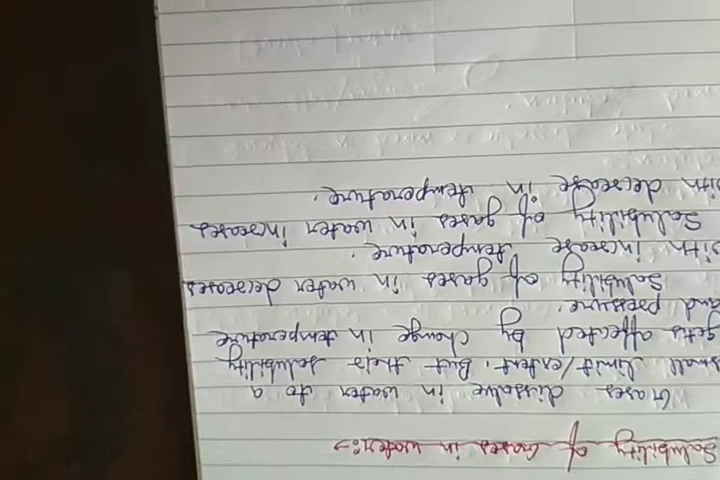 Solubility of Gases in water:->
Gases dissolve in water to a
small limit/extent. But their solubility
gets affected by change in temperature
and pressure.
Solubility of gases in water decreases
with increase temperature.
Solubility of gases in water increases
with decrease in temperature.